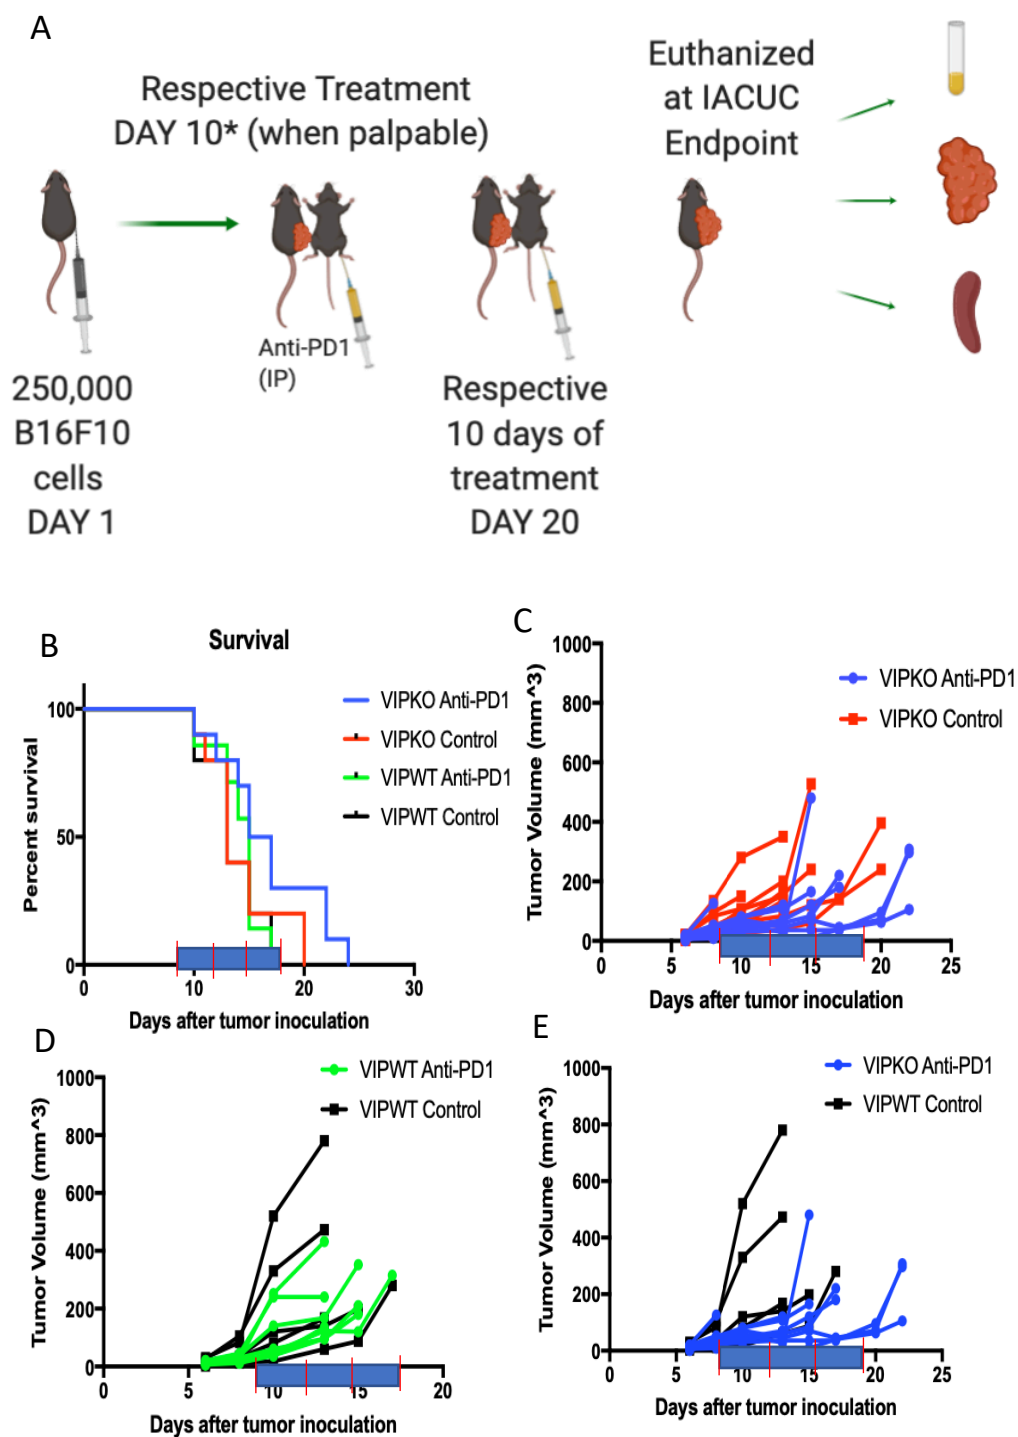 A
Respective Treatment
DAY 10* (when palpable)
Euthanized
at IACUC
Endpoint
Anti-PD1
(IP)
250,000
B16F10
cells
DAY 1
Respective
10 days of
treatment
DAY 20
B
Survival
VIPKO Anti-PD1
VIPKO Control
VIPWT Anti-PD1
VIPWT Control
Percent survival
100
50
0
0
10
20
30
Days after tumor inoculation
C
VIPKO Anti-PD1
VIPKO Control
Tumor Volume (mm^3)
1000
800
600
400
200
0
0
5
10
15
20
25
Days after tumor inoculation
D
VIPWT Anti-PD1
VIPWT Control
Tumor Volume (mm^3)
1000
800
600
400
200
0
0
5
10
15
20
Days after tumor inoculation
E
VIPKO Anti-PD1
VIPWT Control
Tumor Volume (mm^3)
1000
800
600
400
200
0
0
5
10
15
20
25
Days after tumor inoculation